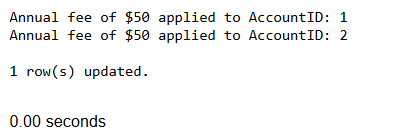 Annual fee of $50 applied to AccountID: 1
Annual fee of $50 applied to AccountID: 2
1 row(s) updated.
0.00 seconds